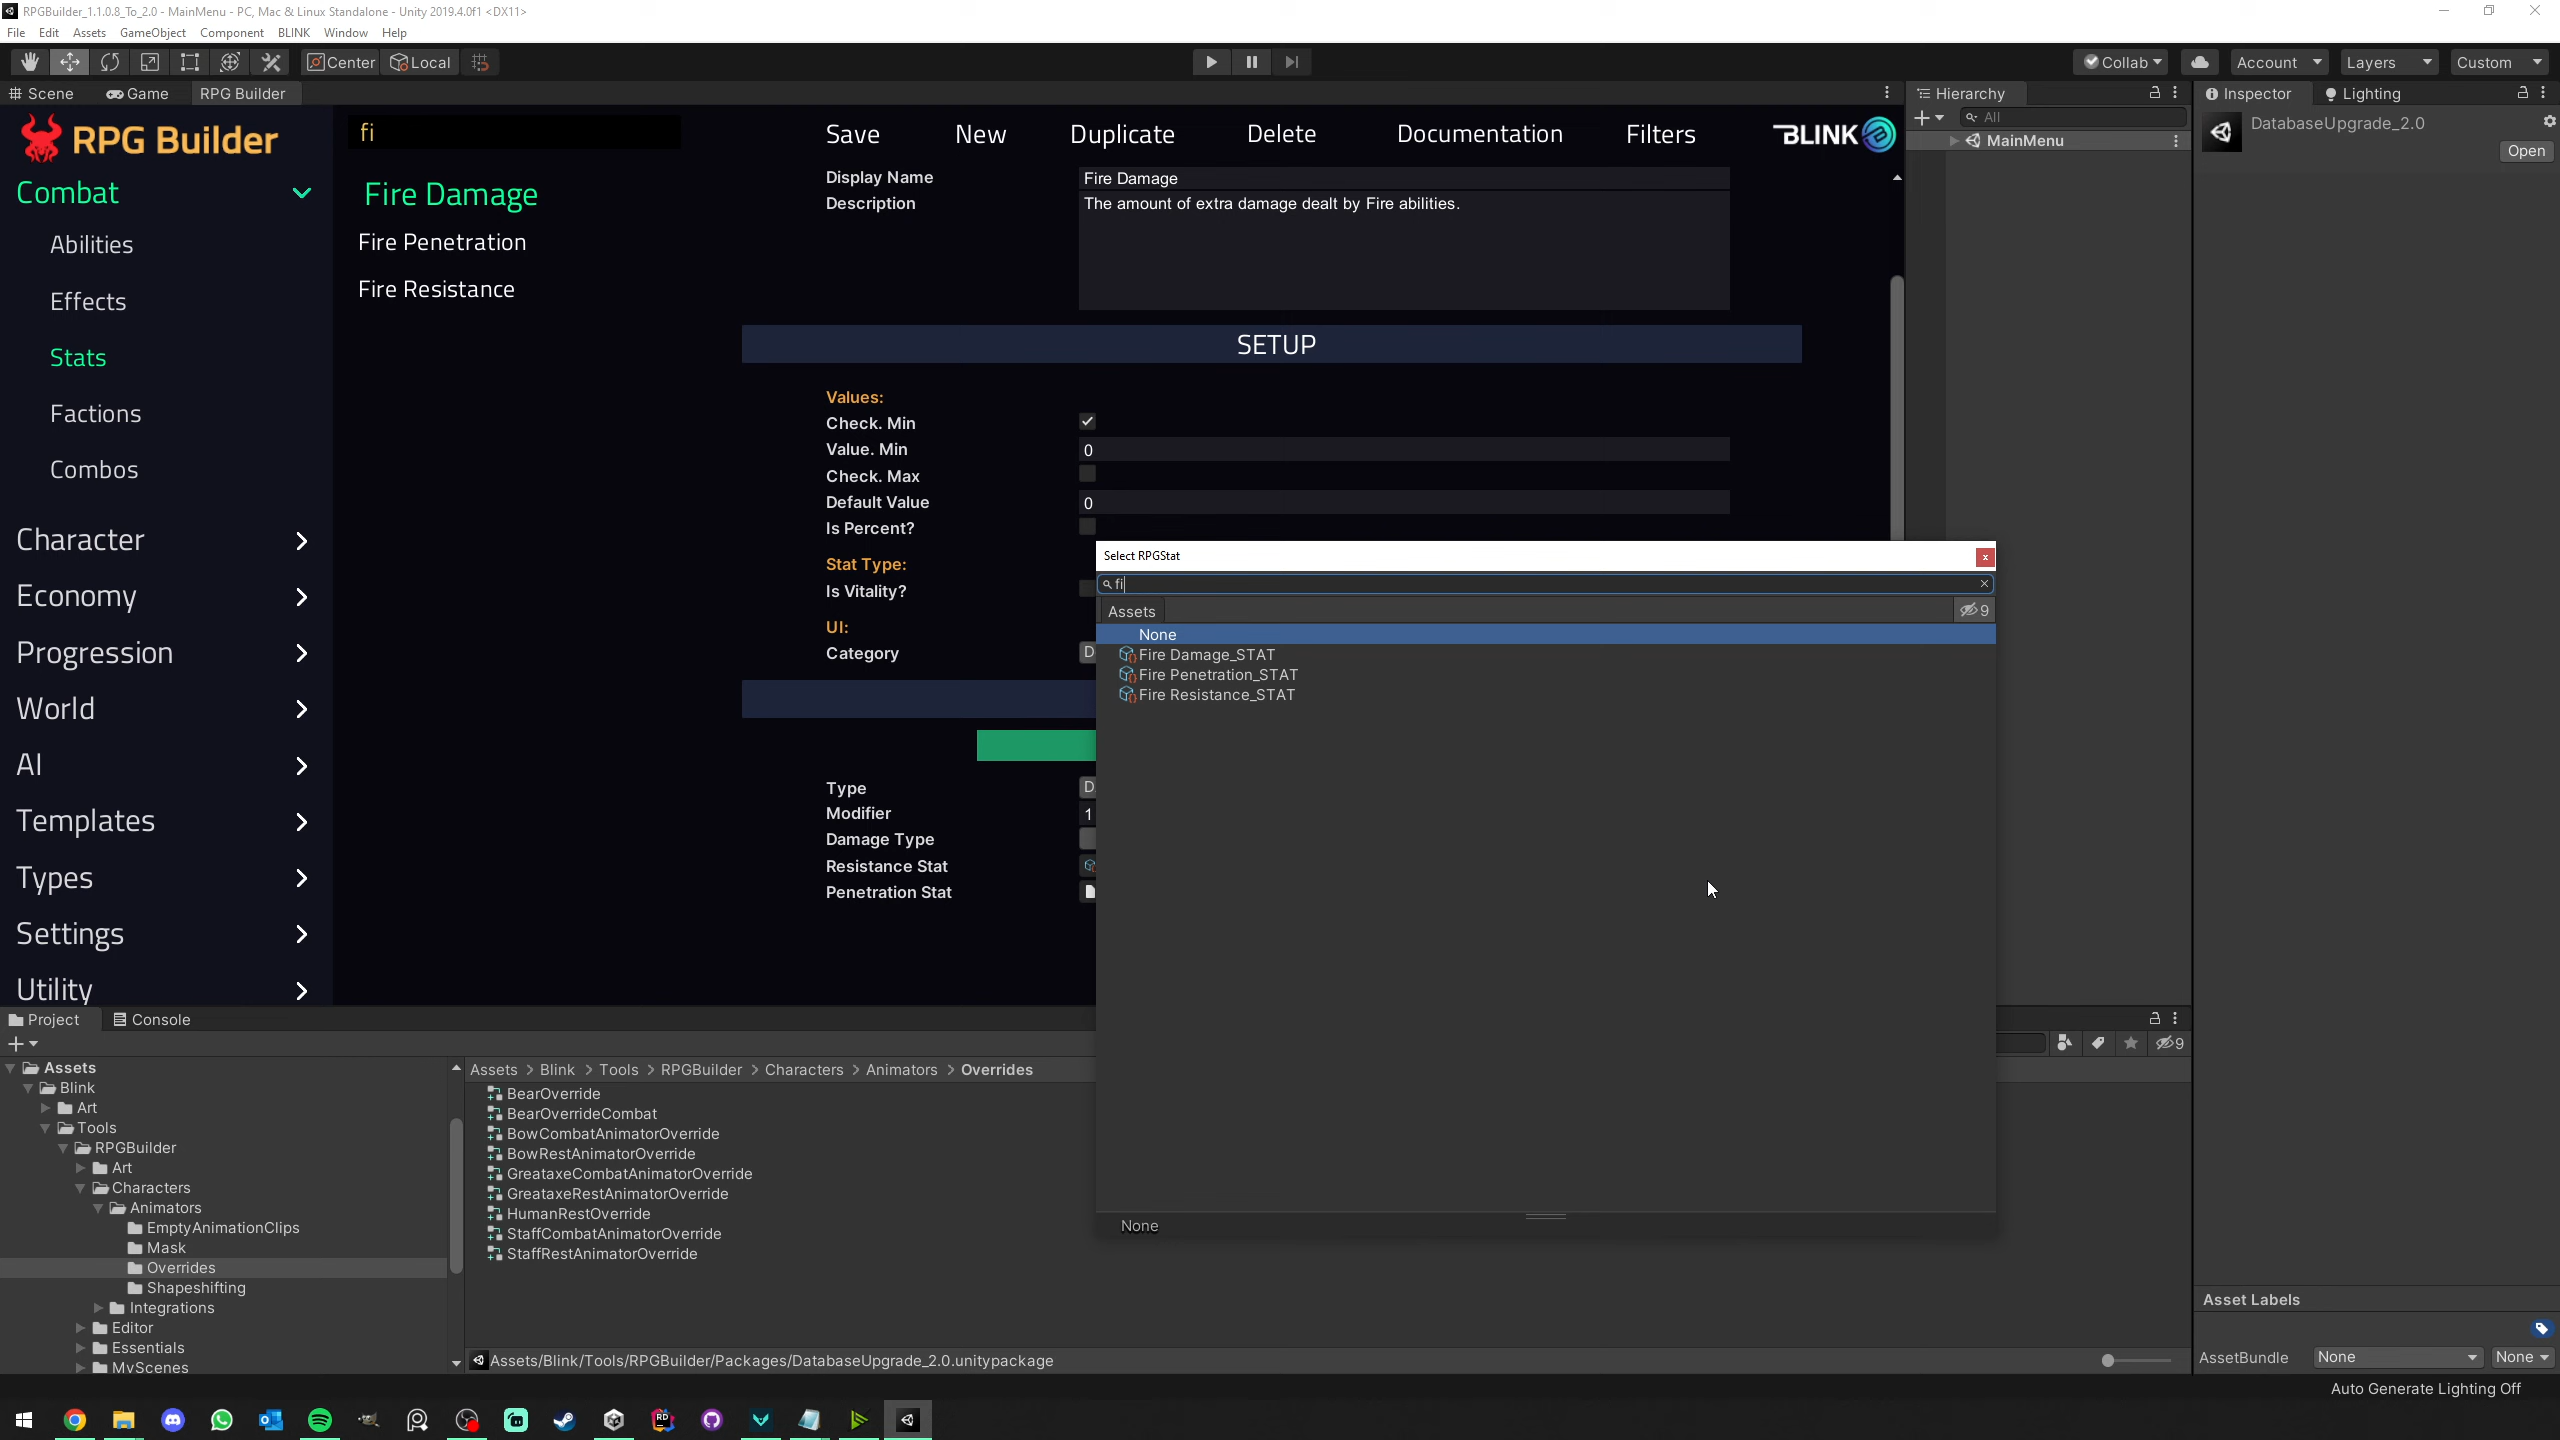 RPGBuilder_1.1.0.8_To_2.0 - MainMenu - PC, Mac & Linux Standalone - Unity 2019.4.0f1 <DX11>
File Edit Assets GameObject Component BLINK Window Help
Center Local
Collab Account Layers Custom
Scene Game RPG Builder
Hierarchy
Inspector Lighting
All
MainMenu
DatabaseUpgrade_2.0
Open
RPG Builder
fi
Save New Duplicate Delete Documentation Filters
BLINK
Combat
Abilities
Effects
Stats
Factions
Combos
Character
Economy
Progression
World
AI
Templates
Types
Settings
Utility
Fire Damage
Fire Penetration
Fire Resistance
Display Name Fire Damage
Description The amount of extra damage dealt by Fire abilities.
SETUP
Values:
Check. Min
Value. Min 0
Check. Max
Default Value 0
Is Percent?
Stat Type:
Is Vitality?
UI:
Category D
Type D
Modifier 1
Damage Type
Resistance Stat
Penetration Stat
Select RPGStat
fi
Assets 9
None
Fire Damage_STAT
Fire Penetration_STAT
Fire Resistance_STAT
None
Project Console
9
Assets
Blink
Art
Tools
RPGBuilder
Art
Characters
Animators
EmptyAnimationClips
Mask
Overrides
Shapeshifting
Integrations
Editor
Essentials
MyScenes
Assets > Blink > Tools > RPGBuilder > Characters > Animators > Overrides
BearOverride
BearOverrideCombat
BowCombatAnimatorOverride
BowRestAnimatorOverride
GreataxeCombatAnimatorOverride
GreataxeRestAnimatorOverride
HumanRestOverride
StaffCombatAnimatorOverride
StaffRestAnimatorOverride
Assets/Blink/Tools/RPGBuilder/Packages/DatabaseUpgrade_2.0.unitypackage
Asset Labels
AssetBundle None None
Auto Generate Lighting Off